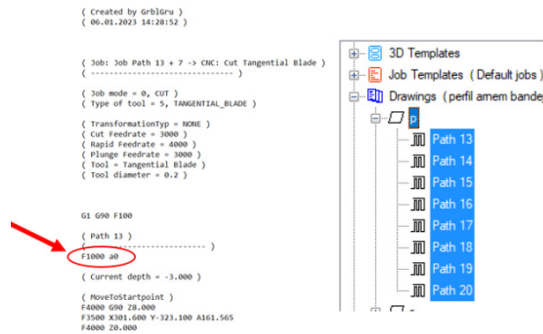 ( Created by GrblGru )
( 06.01.2023 14:28:52 )
( Job: Job Path 13 + 7 -> CNC: Cut Tangential Blade )
( ------------------------------ )
( Job mode = 0, CUT )
( Type of tool = 5, TANGENTIAL_BLADE )
( TransformationTyp = NONE )
( Cut Feedrate = 3000 )
( Rapid Feedrate = 4000 )
( Plunge Feedrate = 3000 )
( Tool = Tangential Blade )
( Tool diameter = 0.2 )
G1 G90 F100
( Path 13 )
( ------------------------- )
F1000 a0
( Current depth = -3.000 )
( MoveToStartpoint )
F4000 G90 Z8.000
F3500 X301.600 Y-323.100 A161.565
F4000 Z0.000
3D Templates
Job Templates ( Default jobs )
Drawings ( perfil amem bande
p
Path 13
Path 14
Path 15
Path 16
Path 17
Path 18
Path 19
Path 20